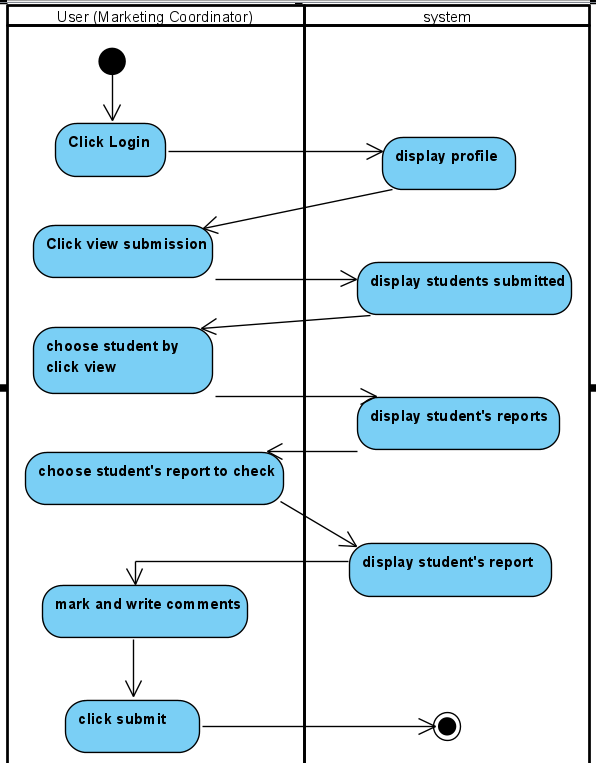 User (Marketing Coordinator)
system
Click Login
display profile
Click view submission
display students submitted
choose student by
click view
display student's reports
choose student's report to check
display student's report
mark and write comments
click submit